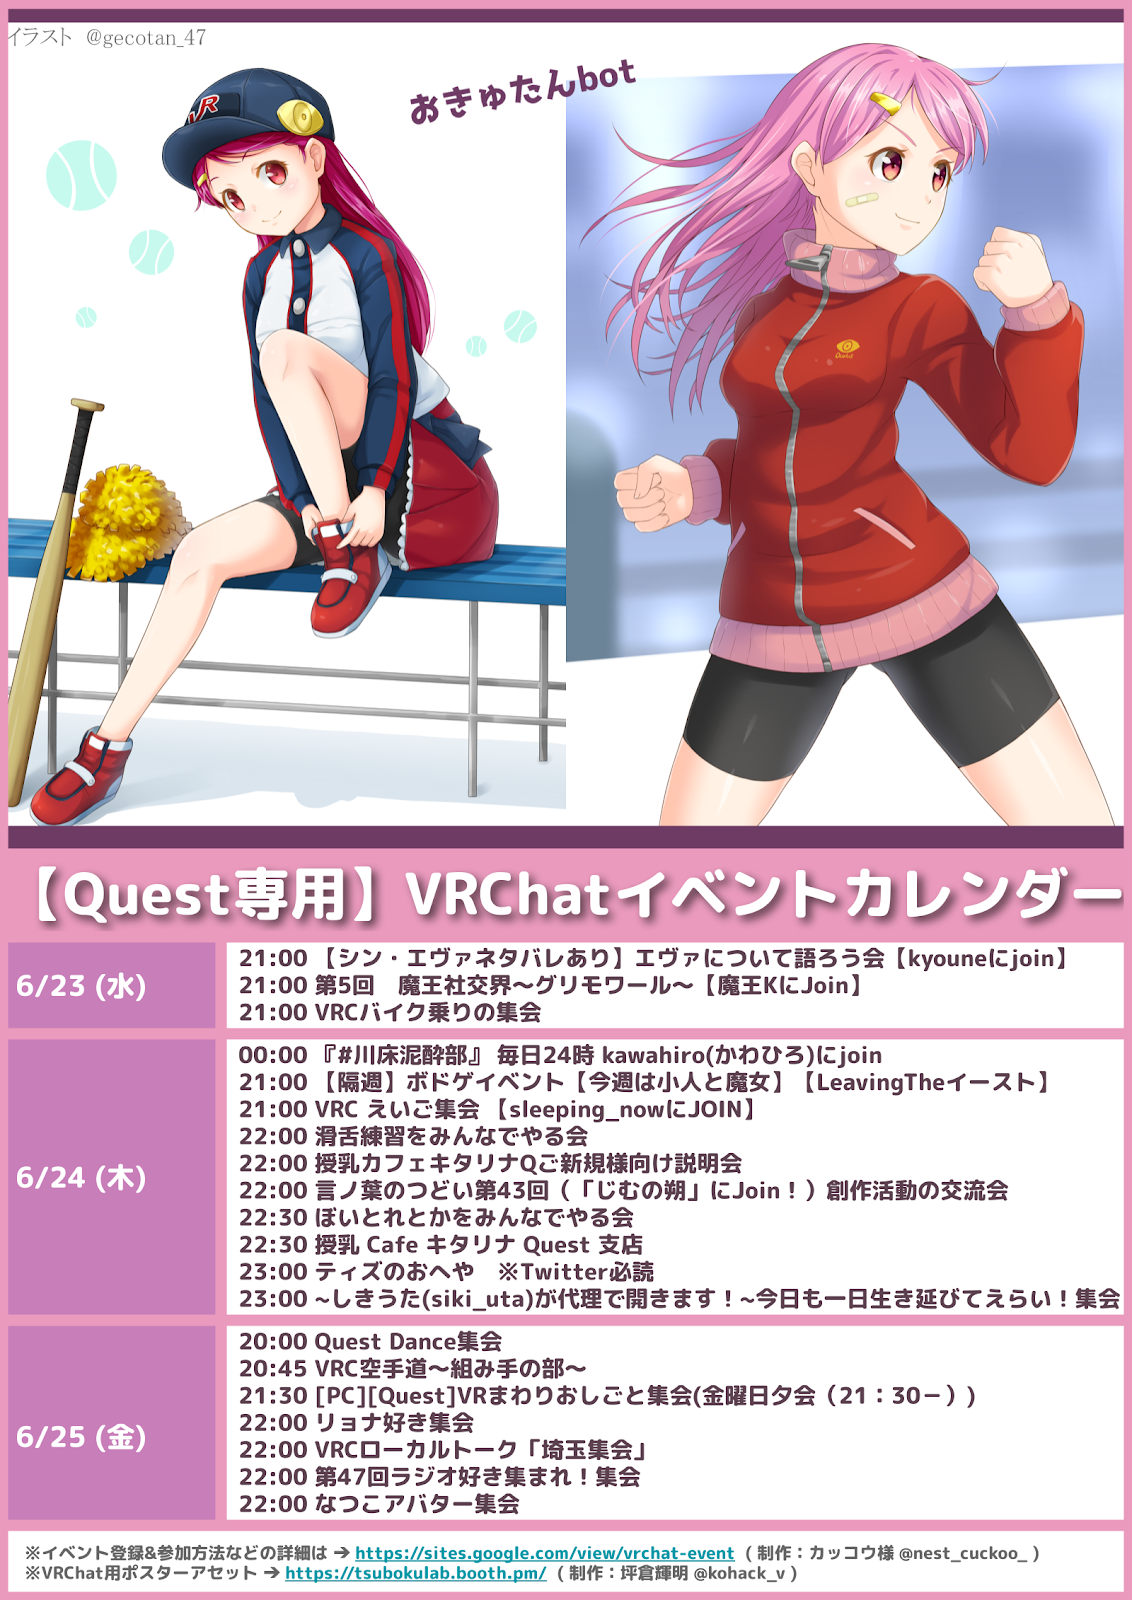 イラスト @gecotan_47
おきゅたんbot
VR
Quest
【Quest専用】VRChatイベントカレンダー
6/23 (水)
21:00 【シン・エヴァネタバレあり】エヴァについて語ろう会【kyouneにjoin】
21:00 第5回　魔王社交界～グリモワール～【魔王KにJoin】
21:00 VRCバイク乗りの集会
6/24 (木)
00:00 『#川床泥酔部』 毎日24時 kawahiro(かわひろ)にjoin
21:00 【隔週】ボドゲイベント【今週は小人と魔女】【LeavingTheイースト】
21:00 VRC えいご集会 【sleeping_nowにJOIN】
22:00 滑舌練習をみんなでやる会
22:00 授乳カフェキタリナQご新規様向け説明会
22:00 言ノ葉のつどい第43回（「じむの朔」にJoin！）創作活動の交流会
22:30 ぼいとれとかをみんなでやる会
22:30 授乳 Cafe キタリナ Quest 支店
23:00 ティズのおへや　※Twitter必読
23:00 ~しきうた(siki_uta)が代理で開きます！~今日も一日生き延びてえらい！集会
6/25 (金)
20:00 Quest Dance集会
20:45 VRC空手道～組み手の部～
21:30 [PC][Quest]VRまわりおしごと集会(金曜日夕会（21：30－）)
22:00 リョナ好き集会
22:00 VRCローカルトーク「埼玉集会」
22:00 第47回ラジオ好き集まれ！集会
22:00 なつこアバター集会
※イベント登録&参加方法などの詳細は → https://sites.google.com/view/vrchat-event ( 制作：カッコウ様 @nest_cuckoo_ )
※VRChat用ポスターアセット → https://tsubokulab.booth.pm/ ( 制作：坪倉輝明 @kohack_v )